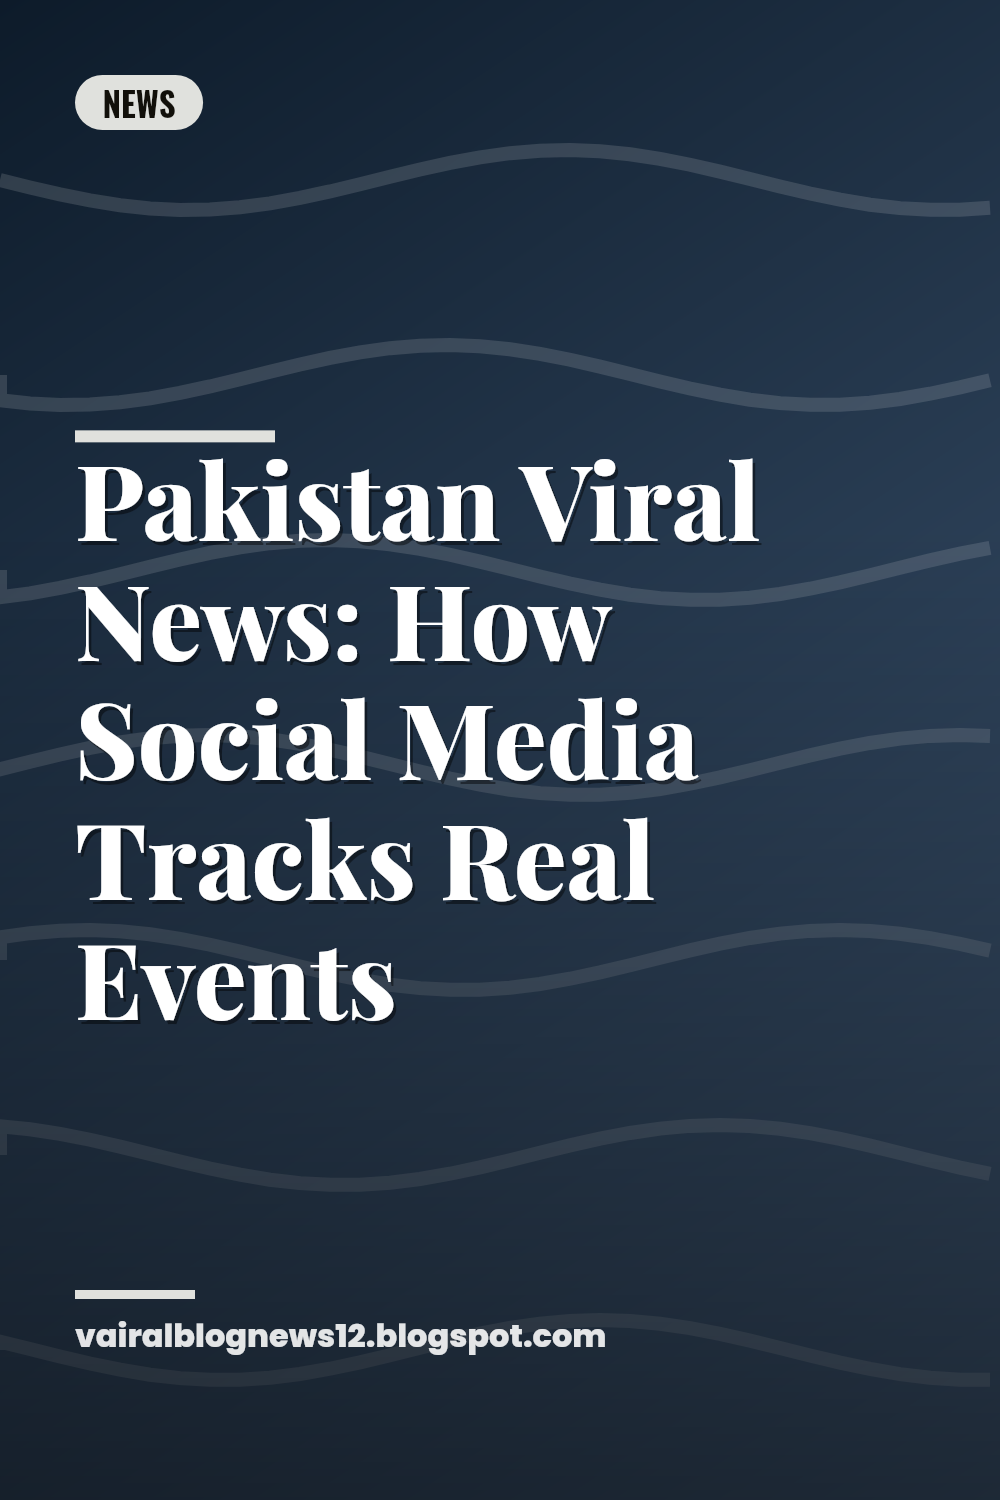 NEWS
Pakistan Viral
News: How
Social Media
Tracks Real
Events
vairalblognews12.blogspot.com